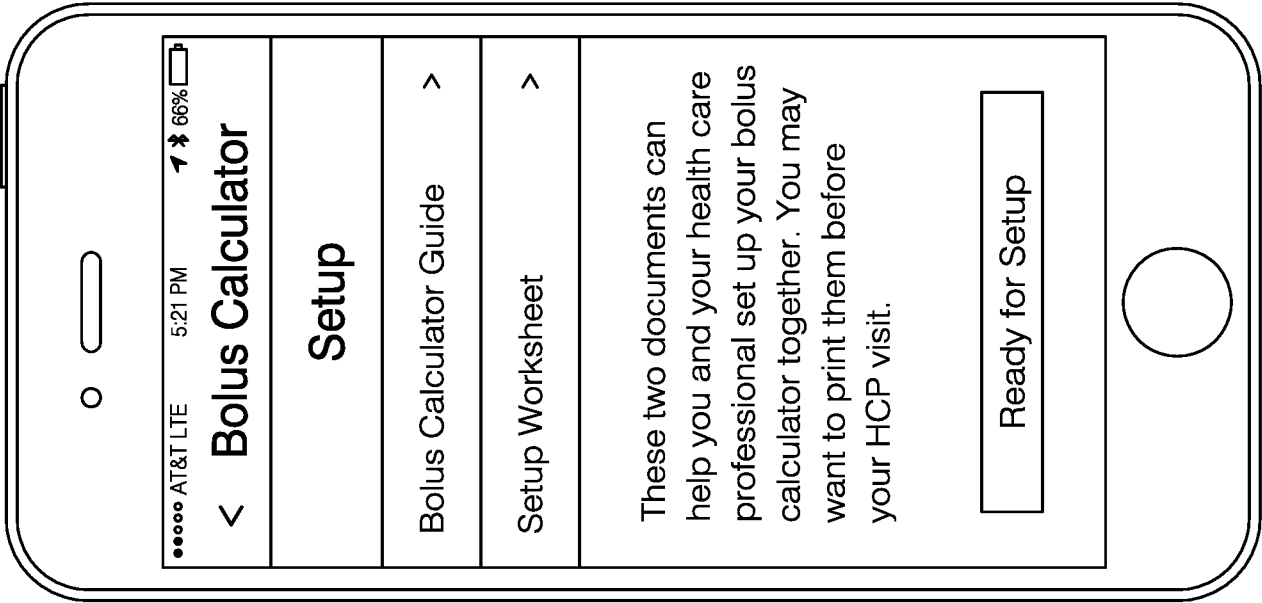 ●●●●● AT&T LTE 5:21 PM 66%
< Bolus Calculator
Setup
Bolus Calculator Guide >
Setup Worksheet >
These two documents can
help you and your health care
professional set up your bolus
calculator together. You may
want to print them before
your HCP visit.
Ready for Setup